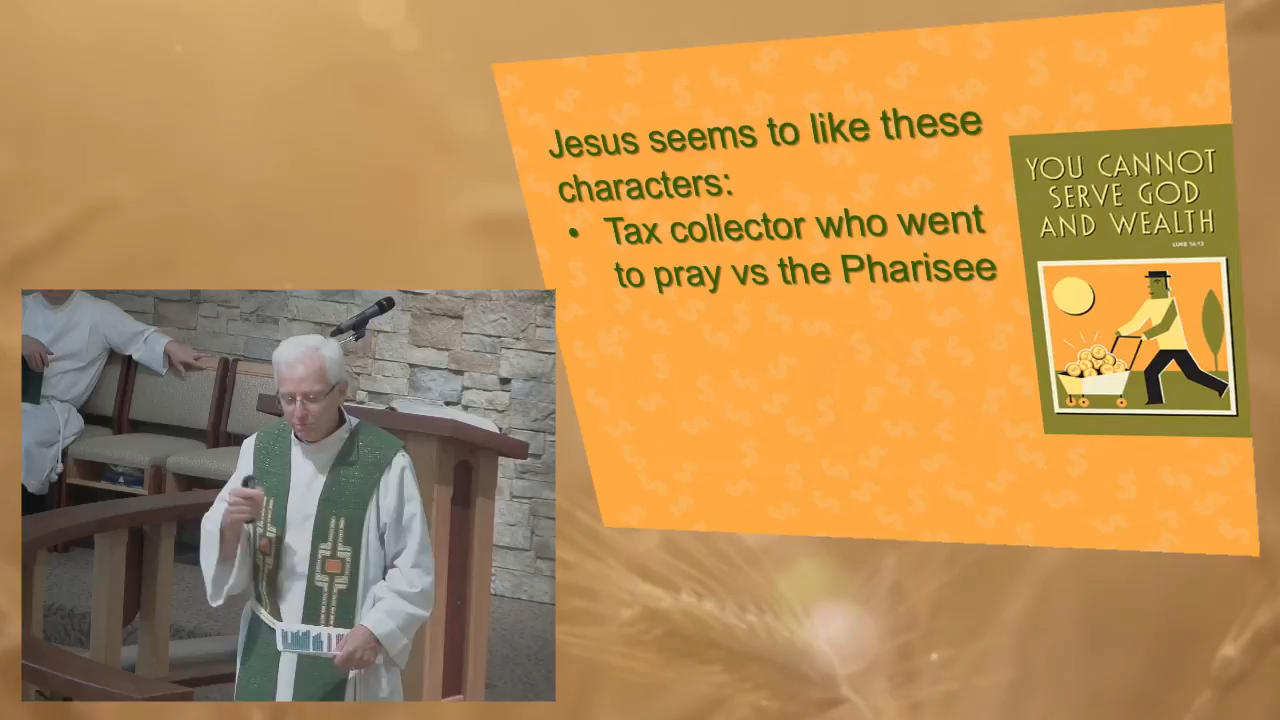 Jesus seems to like these
characters:
• Tax collector who went
to pray vs the Pharisee
YOU CANNOT
SERVE GOD
AND WEALTH
LUKE 16:13